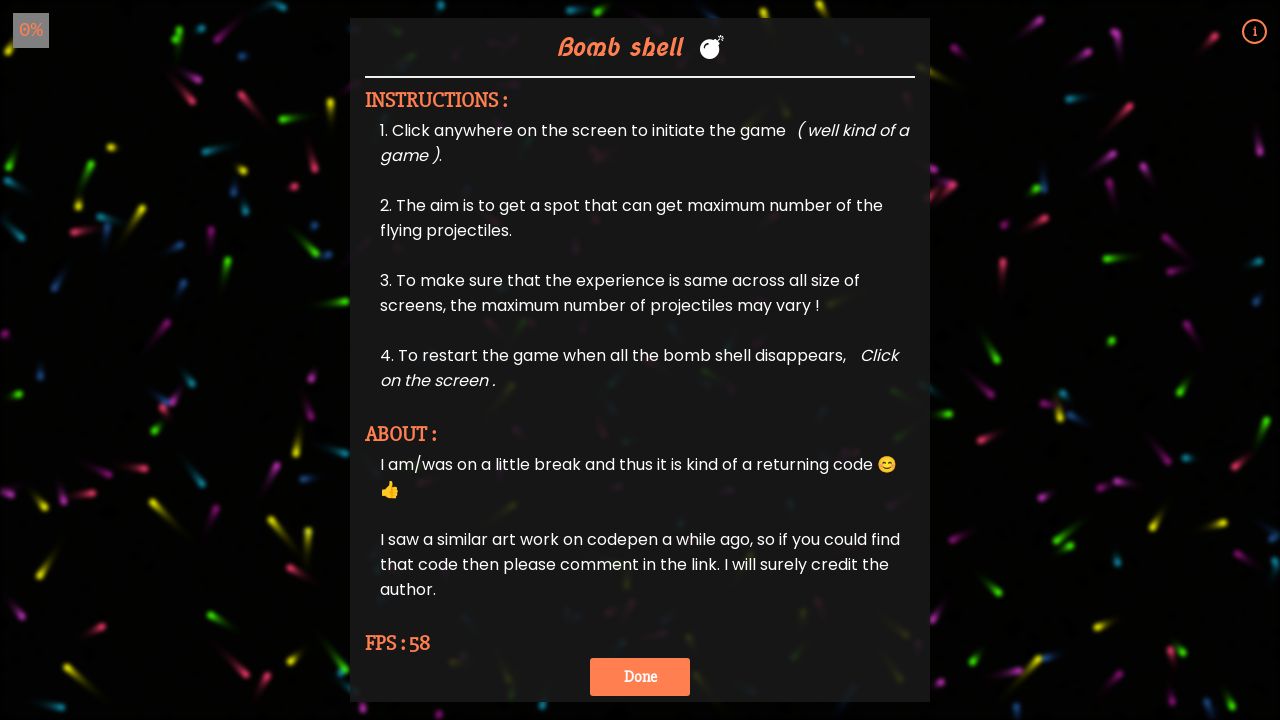 0%
i
Bomb shell 💣
INSTRUCTIONS :
1. Click anywhere on the screen to initiate the game ( well kind of a
game ).
2. The aim is to get a spot that can get maximum number of the
flying projectiles.
3. To make sure that the experience is same across all size of
screens, the maximum number of projectiles may vary !
4. To restart the game when all the bomb shell disappears, Click
on the screen .
ABOUT :
I am/was on a little break and thus it is kind of a returning code 😊
👍
I saw a similar art work on codepen a while ago, so if you could find
that code then please comment in the link. I will surely credit the
author.
FPS : 58
Done